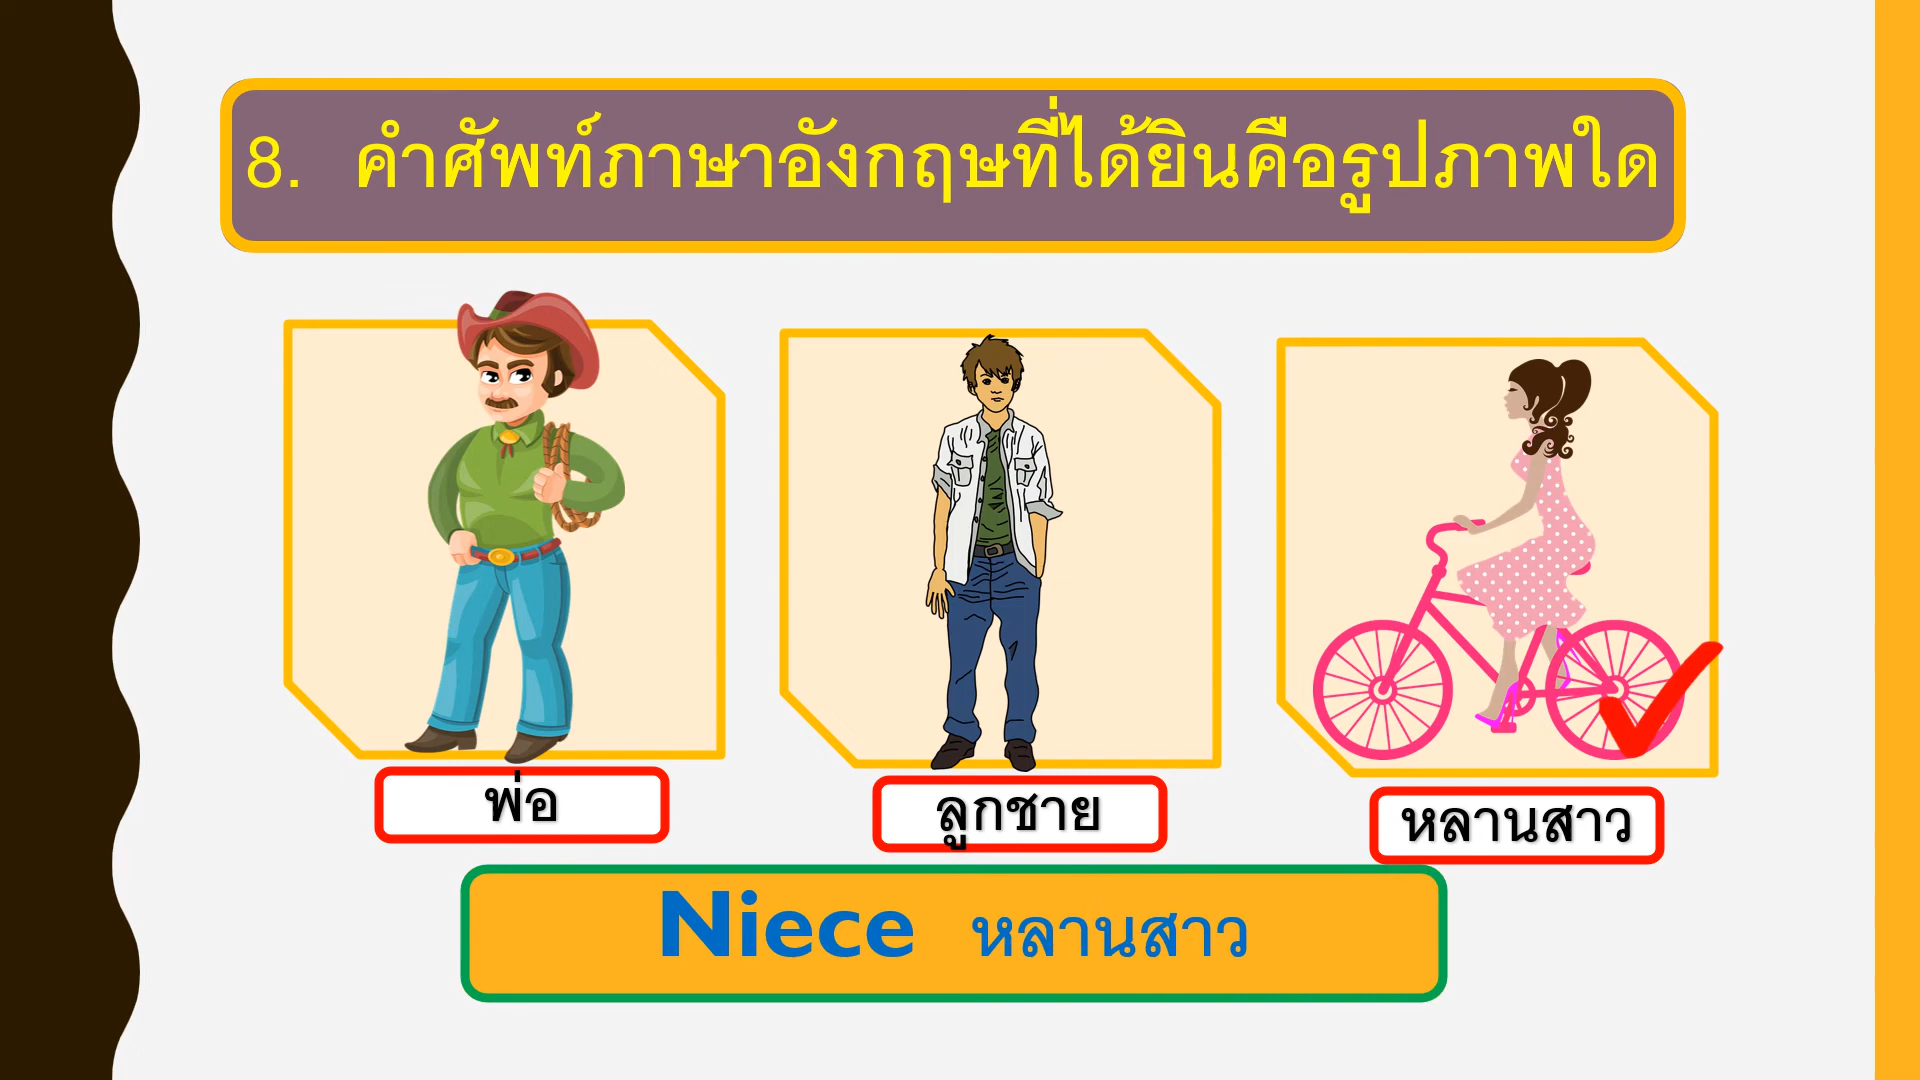 8. คำศัพท์ภาษาอังกฤษที่ได้ยินคือรูปภาพใด
พ่อ
ลูกชาย
หลานสาว
Niece หลานสาว